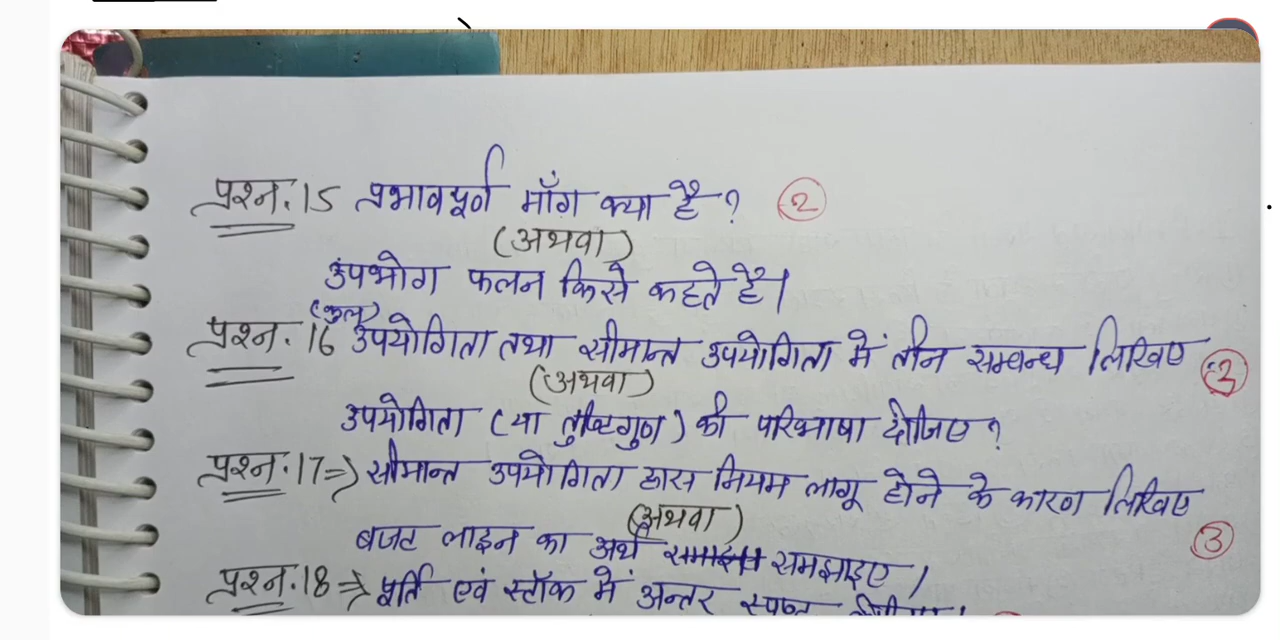 प्रश्न.15 प्रभावपूर्ण माँग क्या है? ②
(अथवा)
उपभोग फलन किसे कहते है।
प्रश्न.16 (कुल) उपयोगिता तथा सीमान्त उपयोगिता में तीन सम्बन्ध लिखिए
(अथवा)
उपयोगिता (या तुष्टिगुण) की परिभाषा दीजिए?
प्रश्न.17⇒ सीमान्त उपयोगिता ह्रास नियम लागू होने के कारण लिखिए
(अथवा) ③
बजट लाइन का अर्थ समझाइए।
प्रश्न.18⇒ पूर्ति एवं स्टॉक में अन्तर स्पष्ट